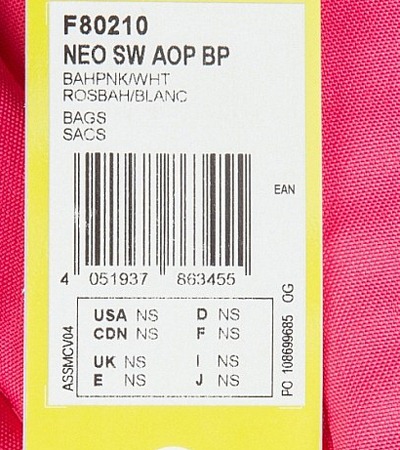 F80210
NEO SW AOP BP
BAHPNK/WHT
ROSBAH/BLANC
BAGS
SACS
EAN
4 051937 863455
USA NS D NS
CDN NS F NS
UK NS I NS
E NS J NS
ASSMCV04
PC 108699685 OG